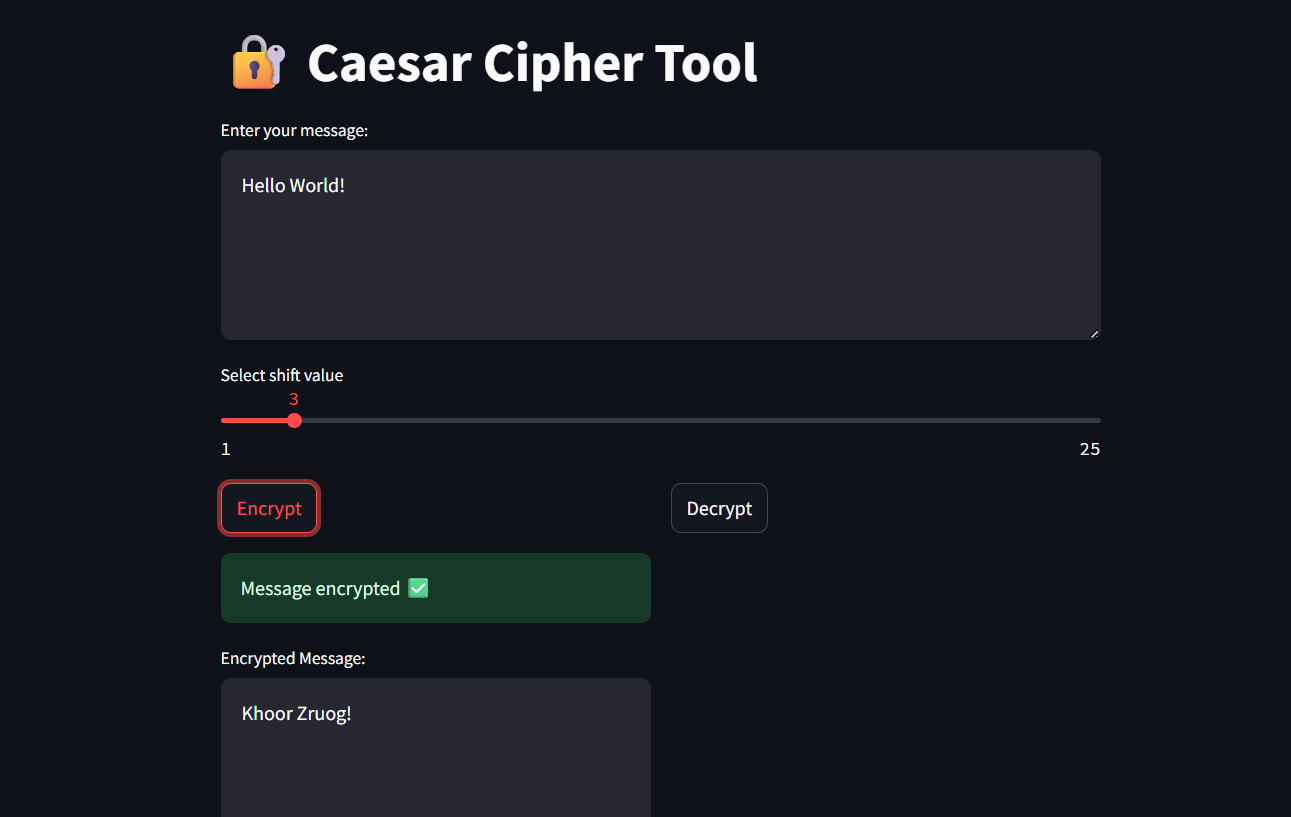 🔐 Caesar Cipher Tool
Enter your message:
Hello World!
Select shift value
3
1 25
Encrypt Decrypt
Message encrypted ✅
Encrypted Message:
Khoor Zruog!